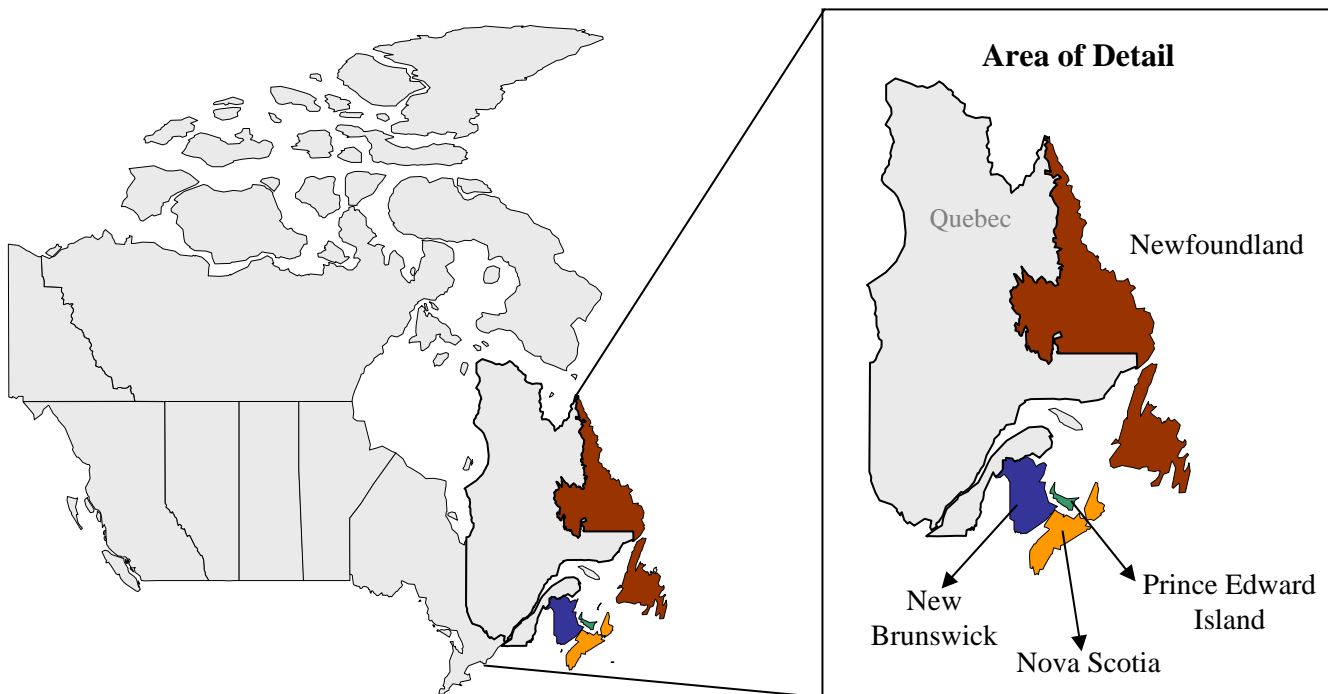 Area of Detail
Quebec
Newfoundland
Prince Edward
Island
New
Brunswick
Nova Scotia